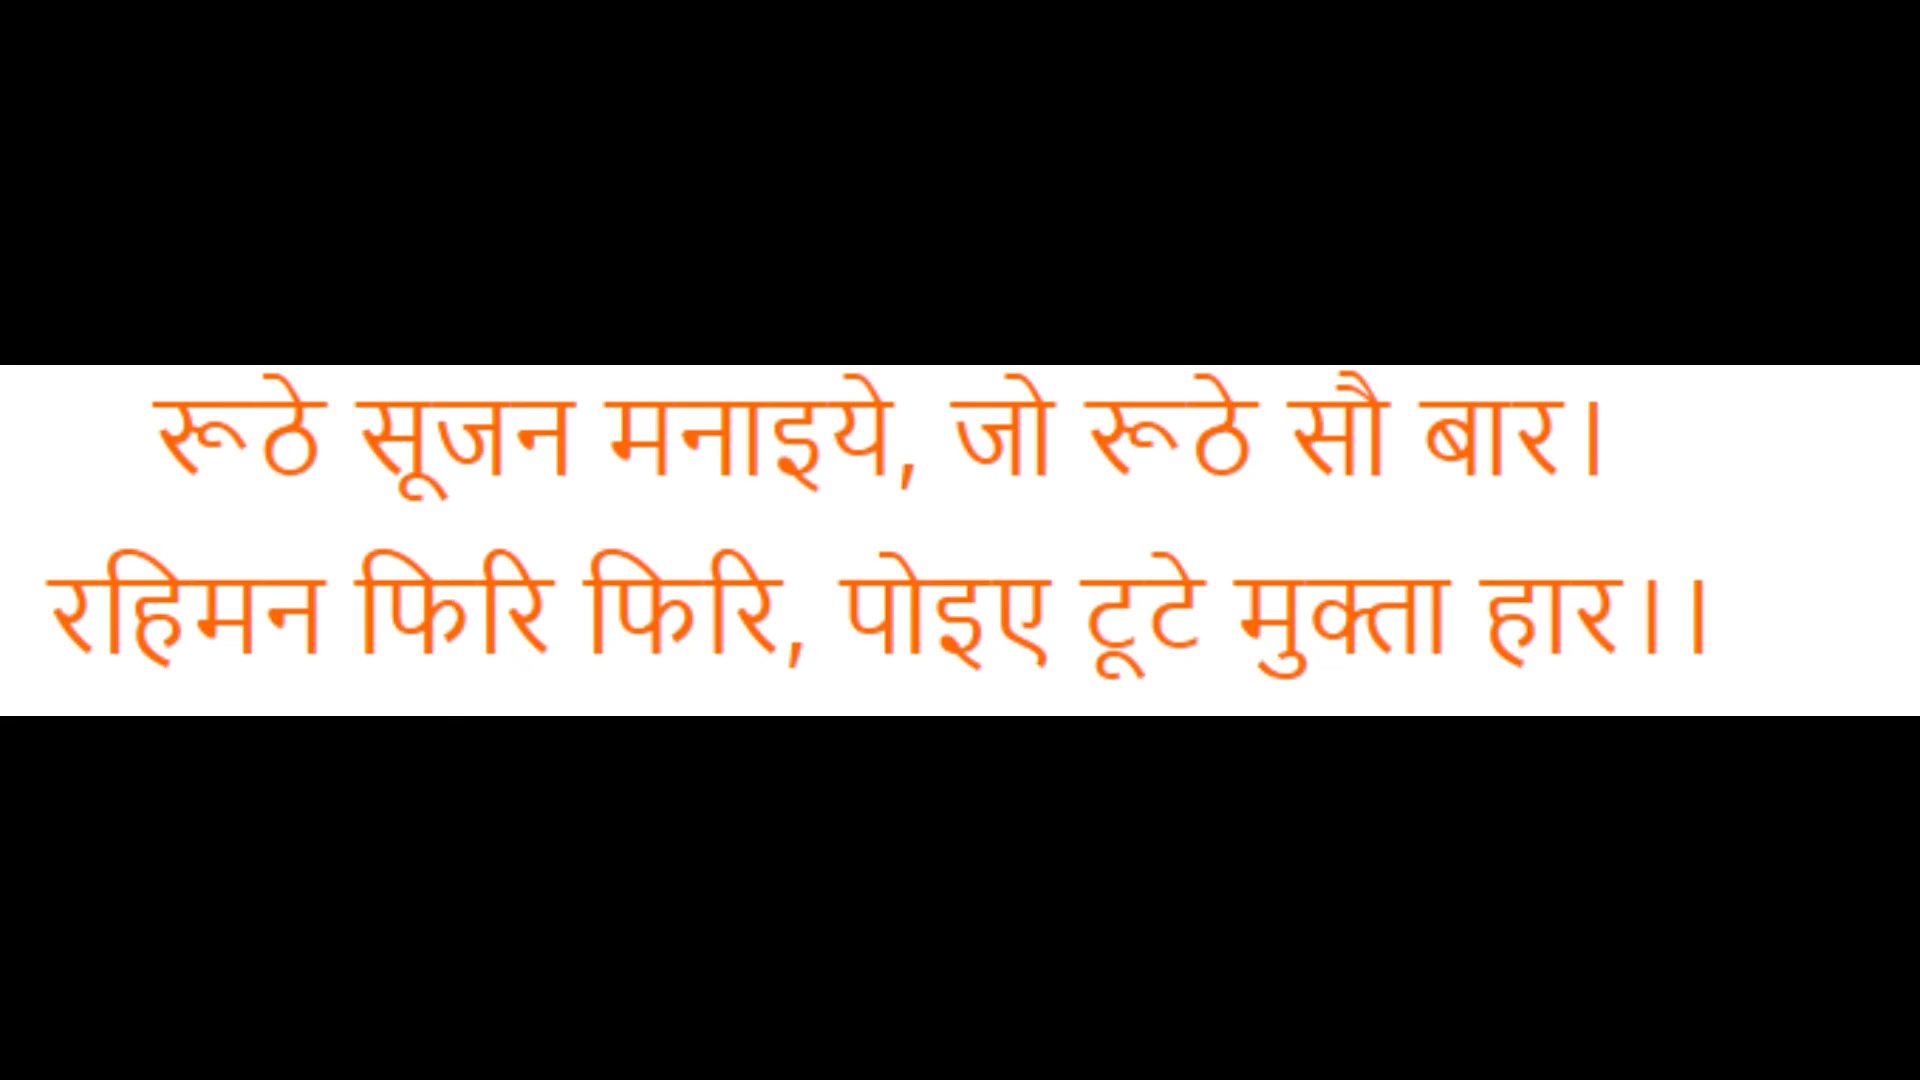 रूठे सूजन मनाइये, जो रूठे सौ बार।
रहिमन फिरि फिरि, पोइए टूटे मुक्ता हार।।